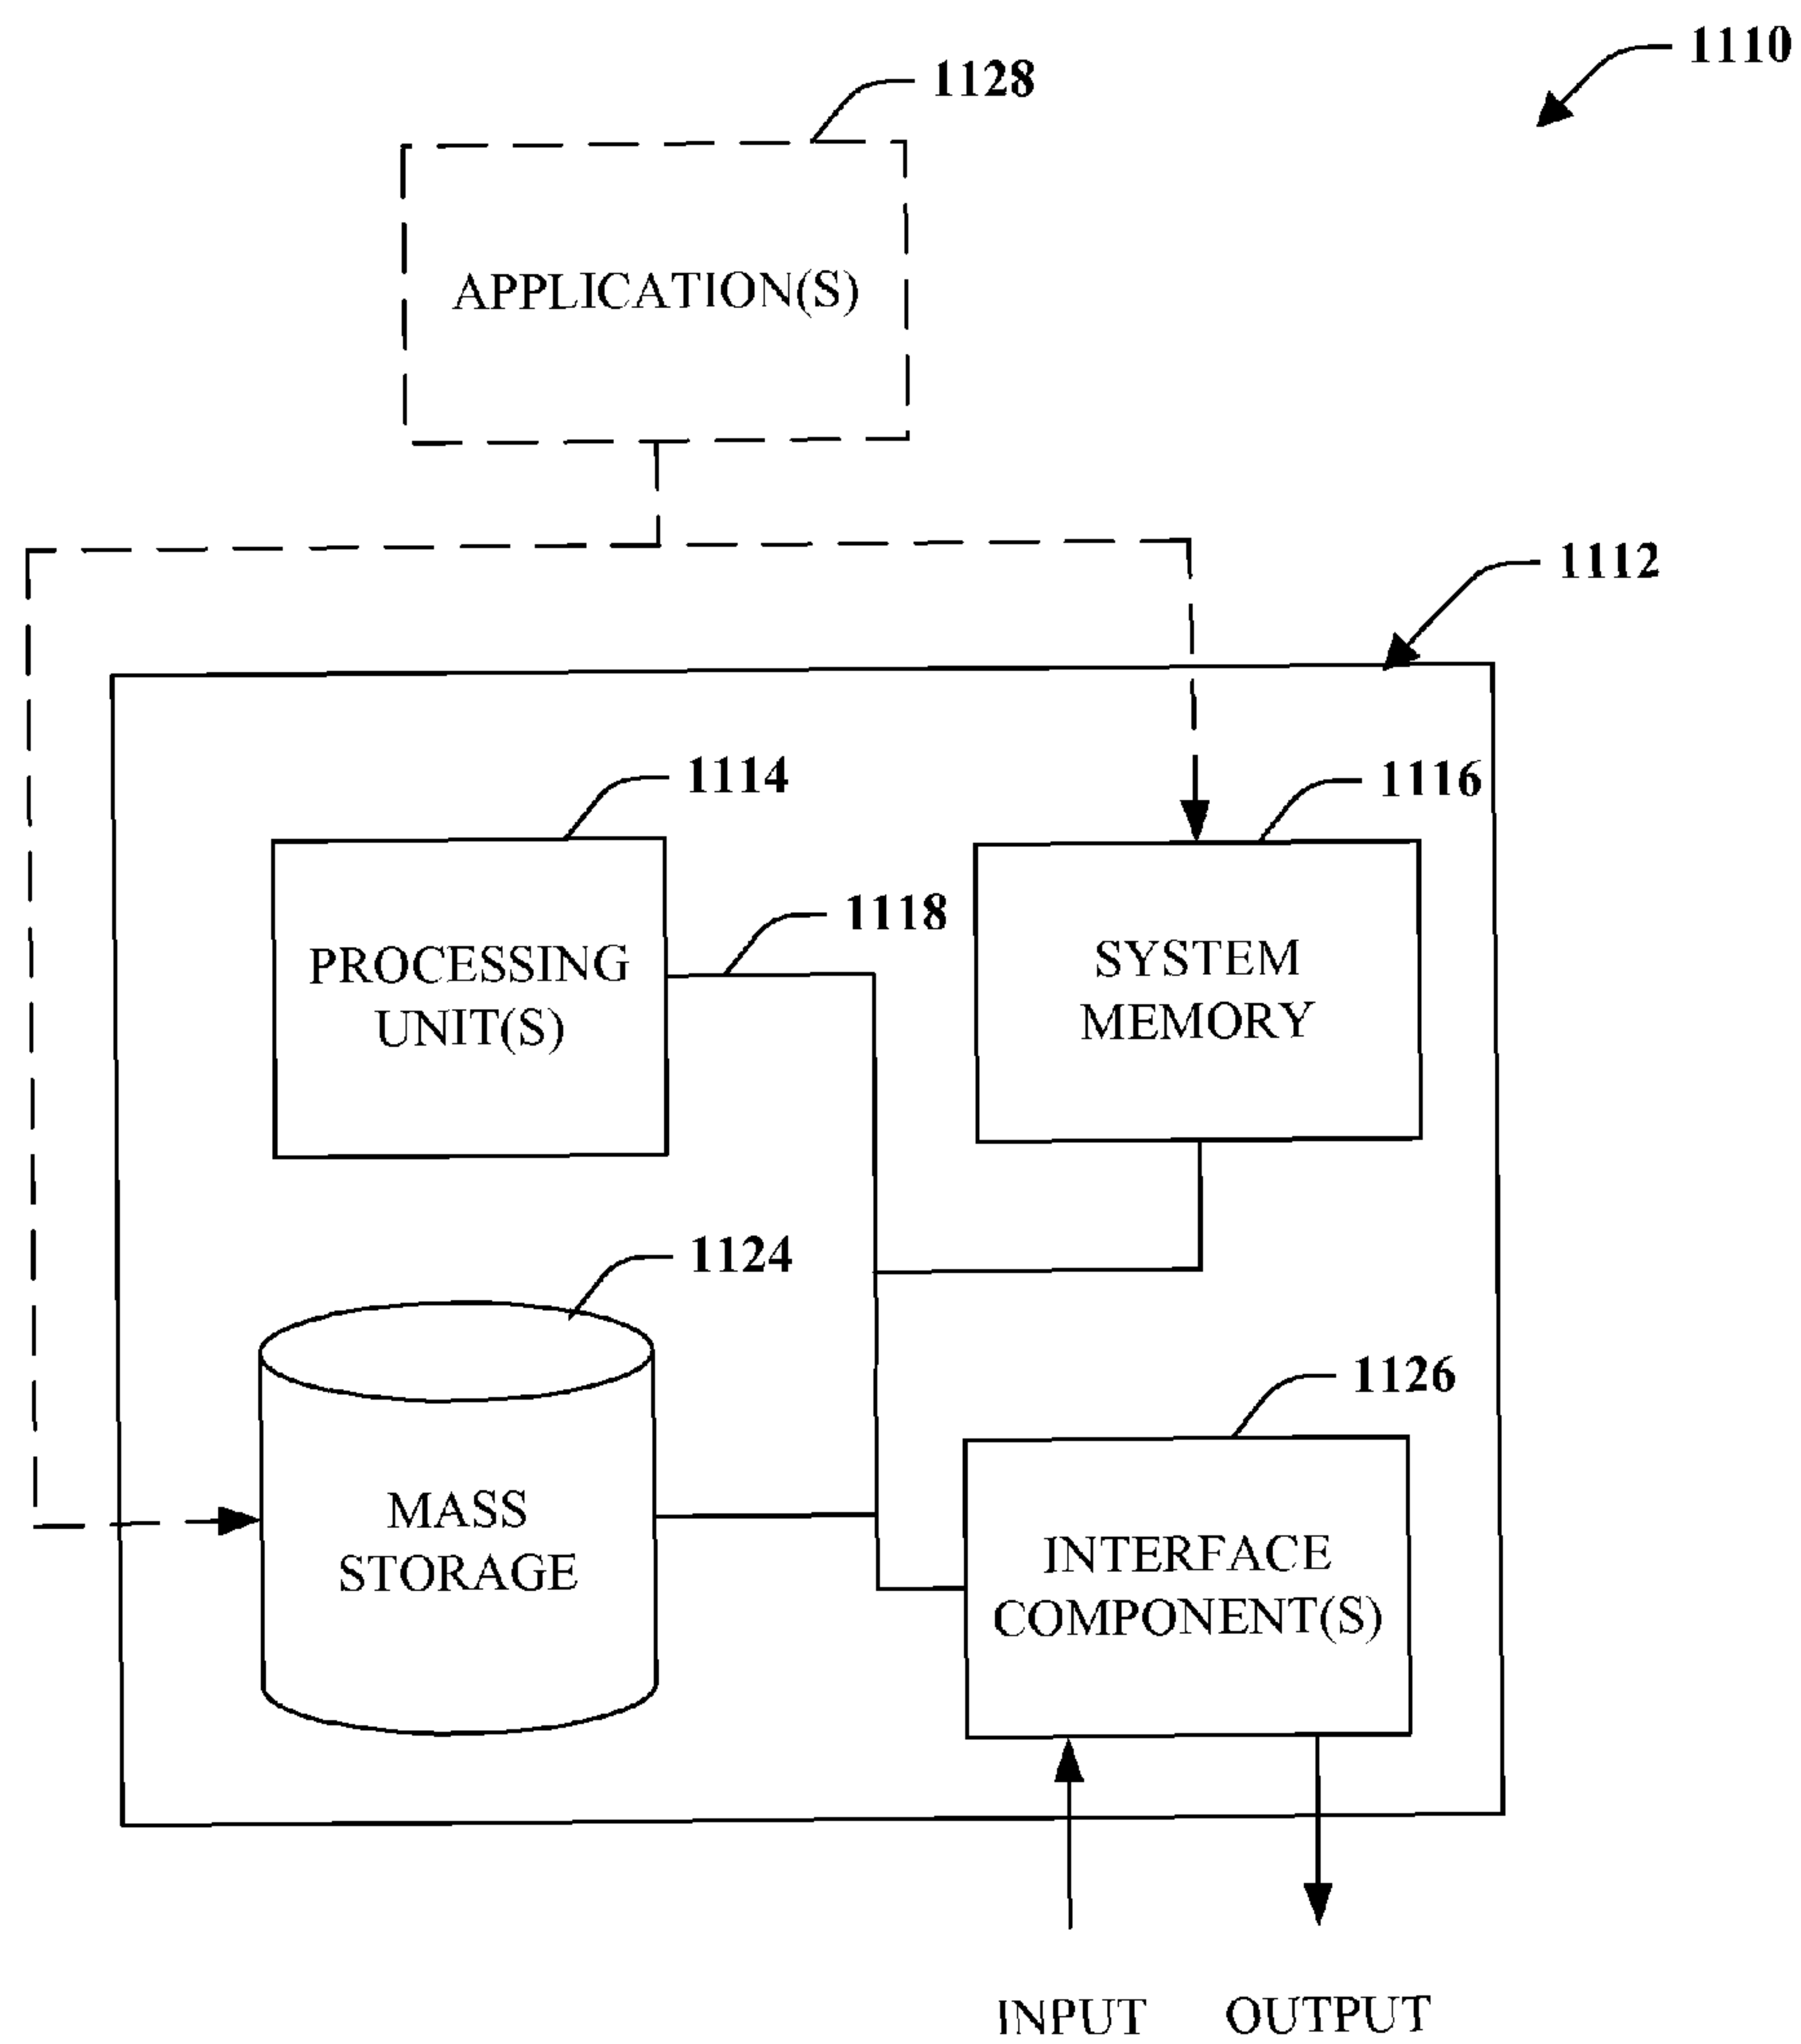 1110
1128
APPLICATION(S)
1112
1114
1116
1118
PROCESSING
UNIT(S)
SYSTEM
MEMORY
1124
1126
MASS
STORAGE
INTERFACE
COMPONENT(S)
INPUT
OUTPUT